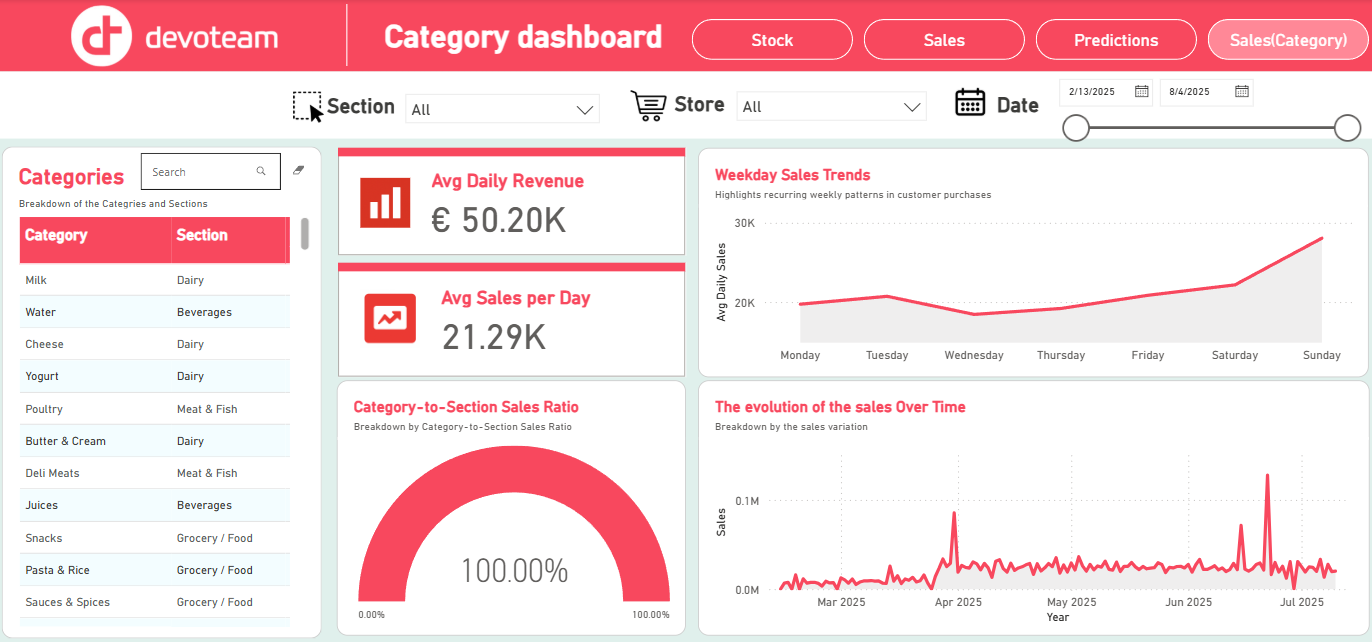 devoteam
Category dashboard
Stock
Sales
Predictions
Sales(Category)
Section
All
Store
All
Date
2/13/2025
8/4/2025
Categories
Search
Breakdown of the Categries and Sections
Category Section
Milk Dairy
Water Beverages
Cheese Dairy
Yogurt Dairy
Poultry Meat & Fish
Butter & Cream Dairy
Deli Meats Meat & Fish
Juices Beverages
Snacks Grocery / Food
Pasta & Rice Grocery / Food
Sauces & Spices Grocery / Food
Avg Daily Revenue
€ 50.20K
Avg Sales per Day
21.29K
Category-to-Section Sales Ratio
Breakdown by Category-to-Section Sales Ratio
100.00%
0.00% 100.00%
Weekday Sales Trends
Highlights recurring weekly patterns in customer purchases
Avg Daily Sales
30K
20K
Monday Tuesday Wednesday Thursday Friday Saturday Sunday
The evolution of the sales Over Time
Breakdown by the sales variation
Sales
0.1M
0.0M
Mar 2025 Apr 2025 May 2025 Jun 2025 Jul 2025
Year